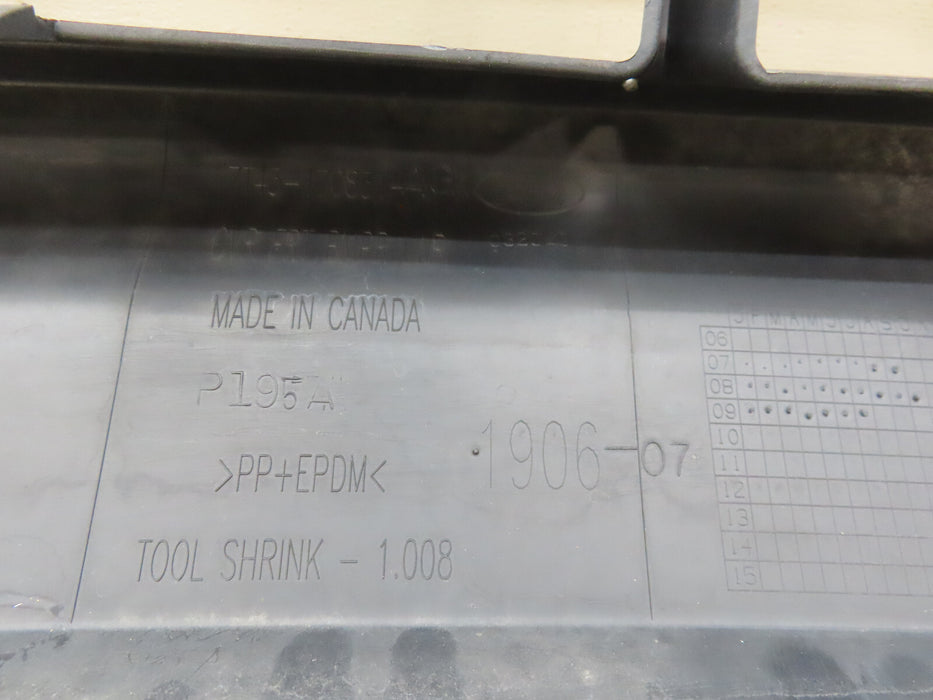 MADE IN CANADA
P195A
>PP+EPDM<
1906-07
TOOL SHRINK - 1.008
J F M A M J J A S O N
06
07
08
09
10
11
12
13
14
15